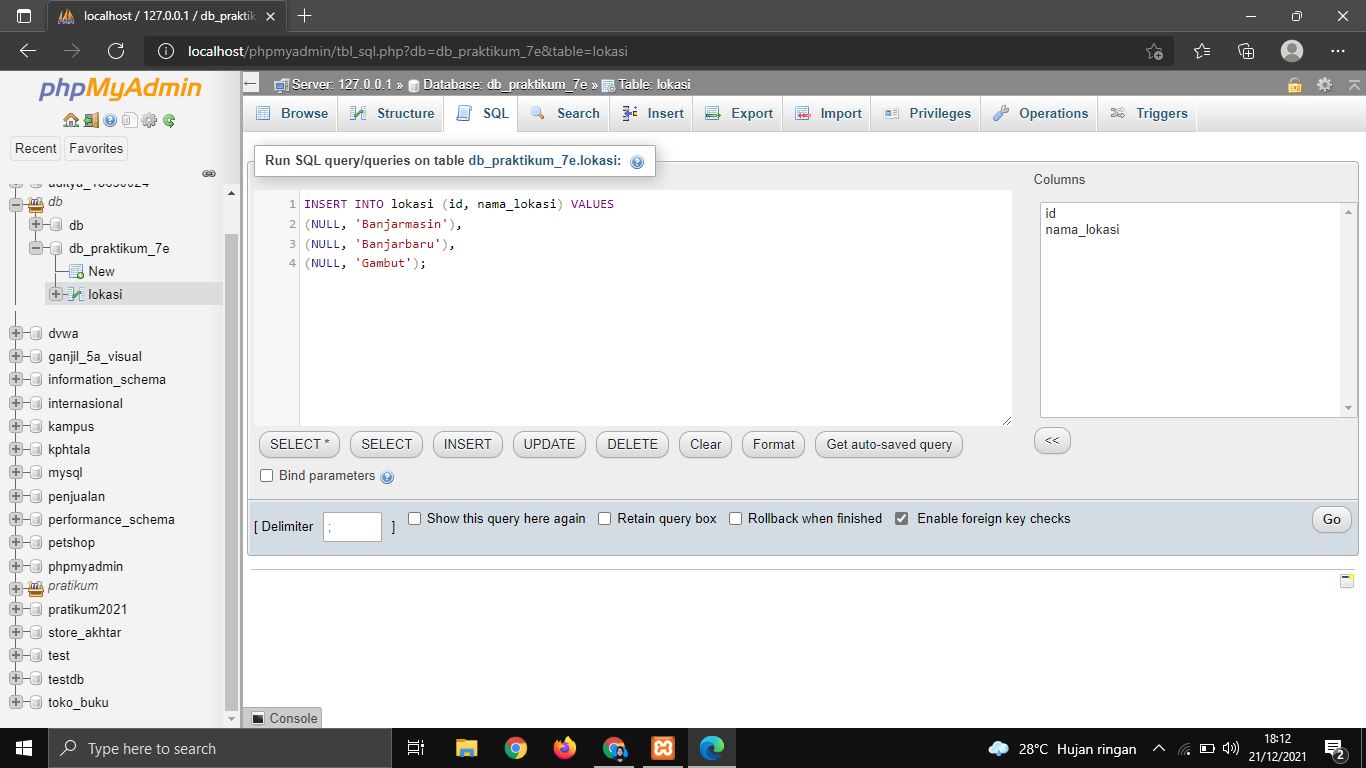 localhost / 127.0.0.1 / db_praktik
localhost/phpmyadmin/tbl_sql.php?db=db_praktikum_7e&table=lokasi
phpMyAdmin
Recent Favorites
db
db
db_praktikum_7e
New
lokasi
dvwa
ganjil_5a_visual
information_schema
internasional
kampus
kphtala
mysql
penjualan
performance_schema
petshop
phpmyadmin
pratikum
pratikum2021
store_akhtar
test
testdb
toko_buku
Server: 127.0.0.1 » Database: db_praktikum_7e » Table: lokasi
Browse Structure SQL Search Insert Export Import Privileges Operations Triggers
Run SQL query/queries on table db_praktikum_7e.lokasi:
1 INSERT INTO lokasi (id, nama_lokasi) VALUES
2 (NULL, 'Banjarmasin'),
3 (NULL, 'Banjarbaru'),
4 (NULL, 'Gambut');
Columns
id
nama_lokasi
SELECT * SELECT INSERT UPDATE DELETE Clear Format Get auto-saved query <<
Bind parameters
[ Delimiter ; ] Show this query here again Retain query box Rollback when finished Enable foreign key checks Go
Console
Type here to search
28°C Hujan ringan
18:12
21/12/2021
2